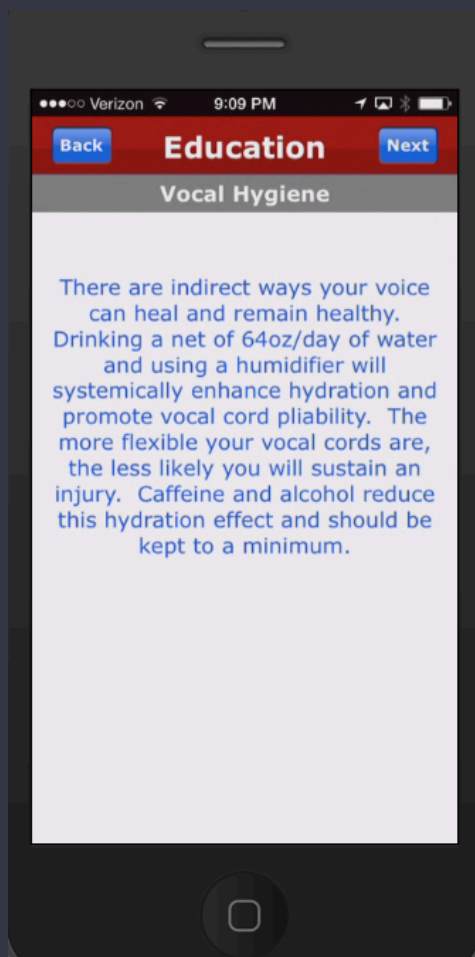 ●●●○○ Verizon 9:09 PM
Back Education Next
Vocal Hygiene
There are indirect ways your voice
can heal and remain healthy.
Drinking a net of 64oz/day of water
and using a humidifier will
systemically enhance hydration and
promote vocal cord pliability.  The
more flexible your vocal cords are,
the less likely you will sustain an
injury.  Caffeine and alcohol reduce
this hydration effect and should be
kept to a minimum.